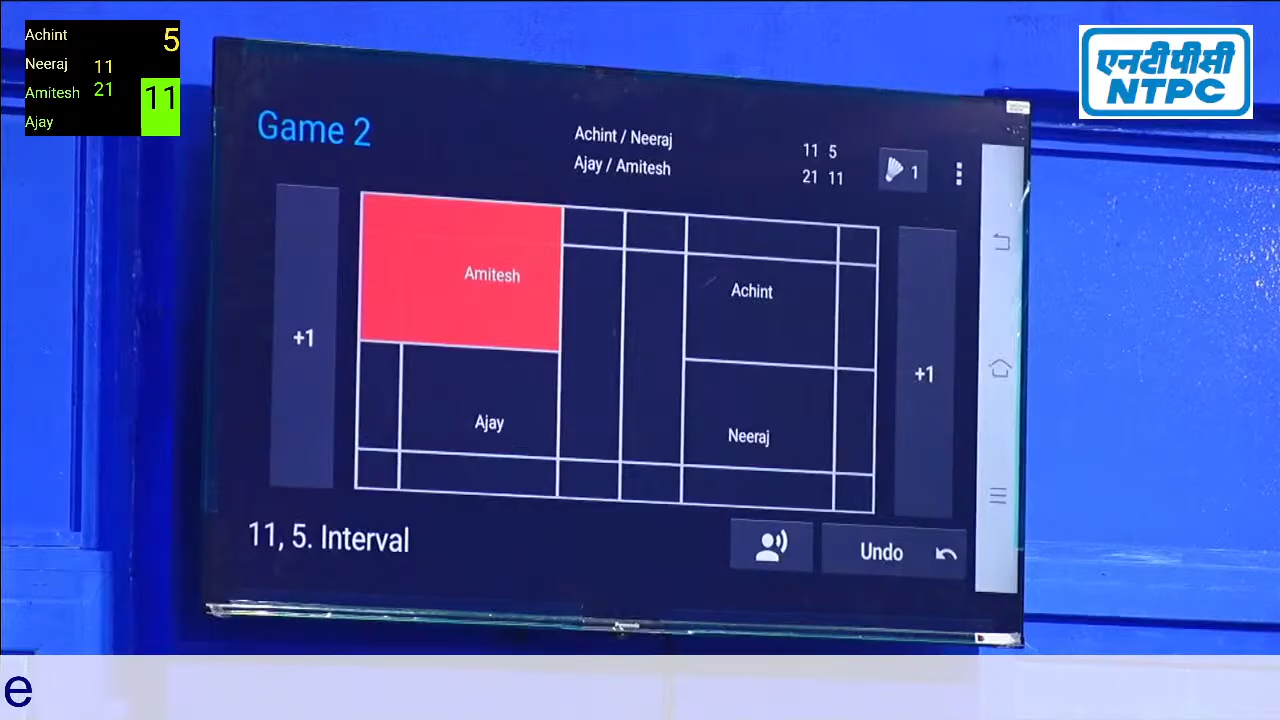 Achint 5
Neeraj 11
Amitesh 21 11
Ajay
एनटीपीसी
NTPC
Game 2
Achint / Neeraj 11 5
Ajay / Amitesh 21 11
1
Amitesh
Achint
+1
+1
Ajay
Neeraj
11, 5. Interval
Undo
e